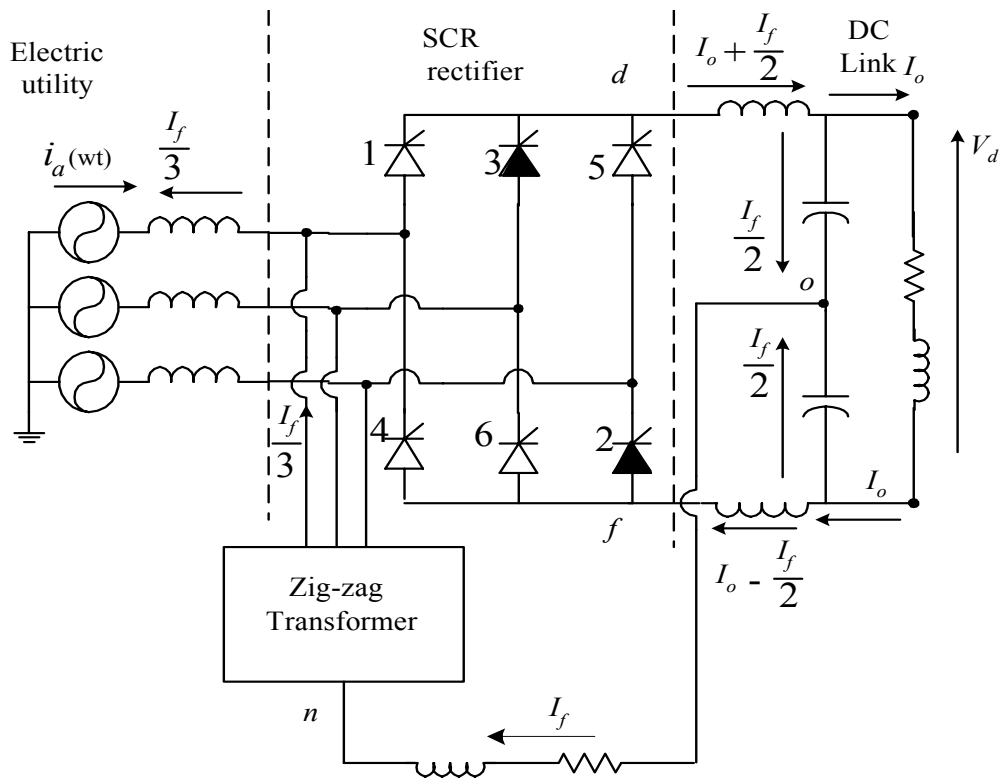 Electric
utility
SCR
rectifier
d
I_o + I_f/2
DC
Link
I_o
i_a(wt)
I_f/3
1
3
5
V_d
I_f/2
o
I_f/2
I_f/3
4
6
2
I_o
f
I_o - I_f/2
Zig-zag
Transformer
n
I_f